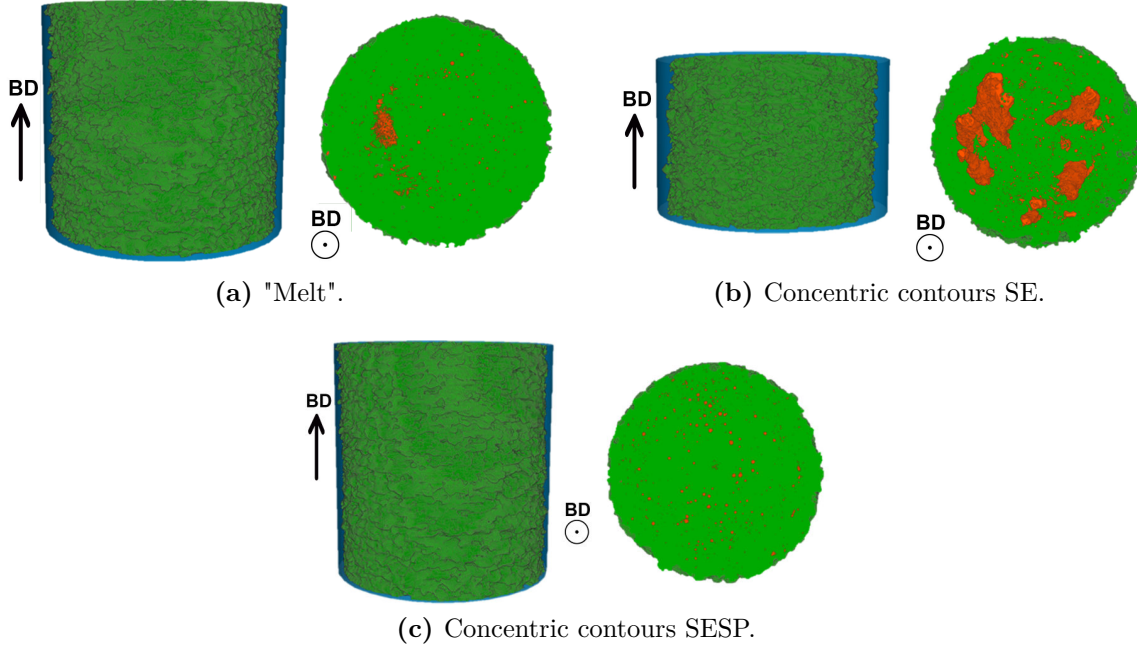 BD
BD
(a) "Melt".
BD
BD
(b) Concentric contours SE.
BD
BD
(c) Concentric contours SESP.